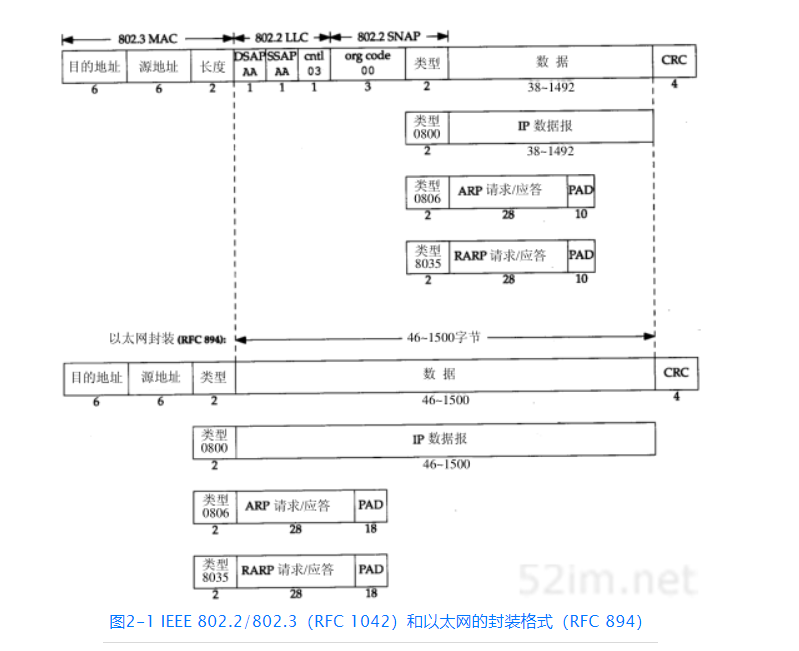 802.3 MAC 802.2 LLC 802.2 SNAP
目的地址 源地址 长度 DSAP AA SSAP AA cntl 03 org code 00 类型 数 据 CRC
6 6 2 1 1 1 3 2 38~1492 4
类型 0800 IP 数据报
2 38~1492
类型 0806 ARP 请求/应答 PAD
2 28 10
类型 8035 RARP 请求/应答 PAD
2 28 10
以太网封装(RFC 894): 46~1500字节
目的地址 源地址 类型 数 据 CRC
6 6 2 46~1500 4
类型 0800 IP 数据报
2 46~1500
类型 0806 ARP 请求/应答 PAD
2 28 18
类型 8035 RARP 请求/应答 PAD
2 28 18
52im.net
图2-1 IEEE 802.2/802.3（RFC 1042）和以太网的封装格式（RFC 894）